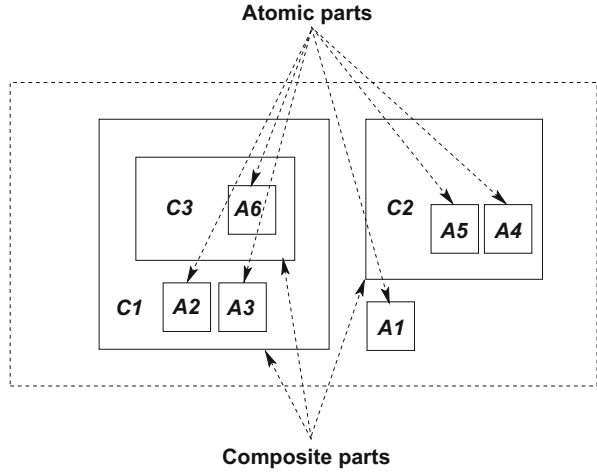 Atomic parts
C3
A6
C2
A5
A4
C1
A2
A3
A1
Composite parts